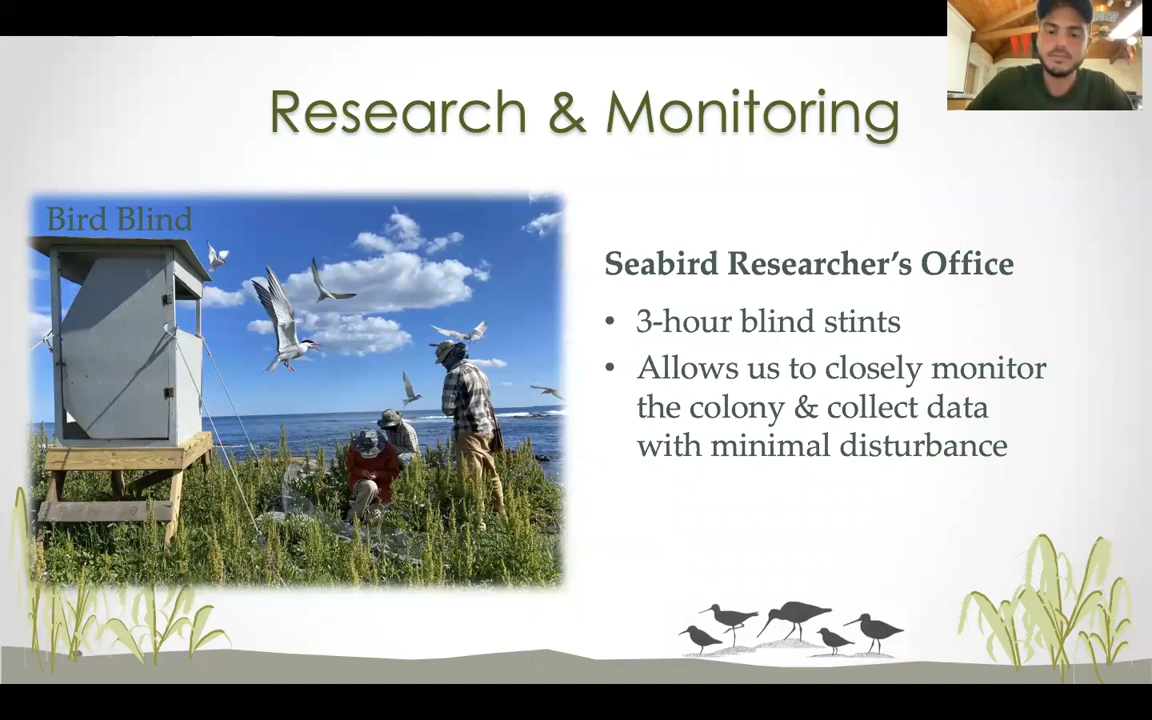 Research & Monitoring
Bird Blind
Seabird Researcher's Office
• 3-hour blind stints
• Allows us to closely monitor
the colony & collect data
with minimal disturbance